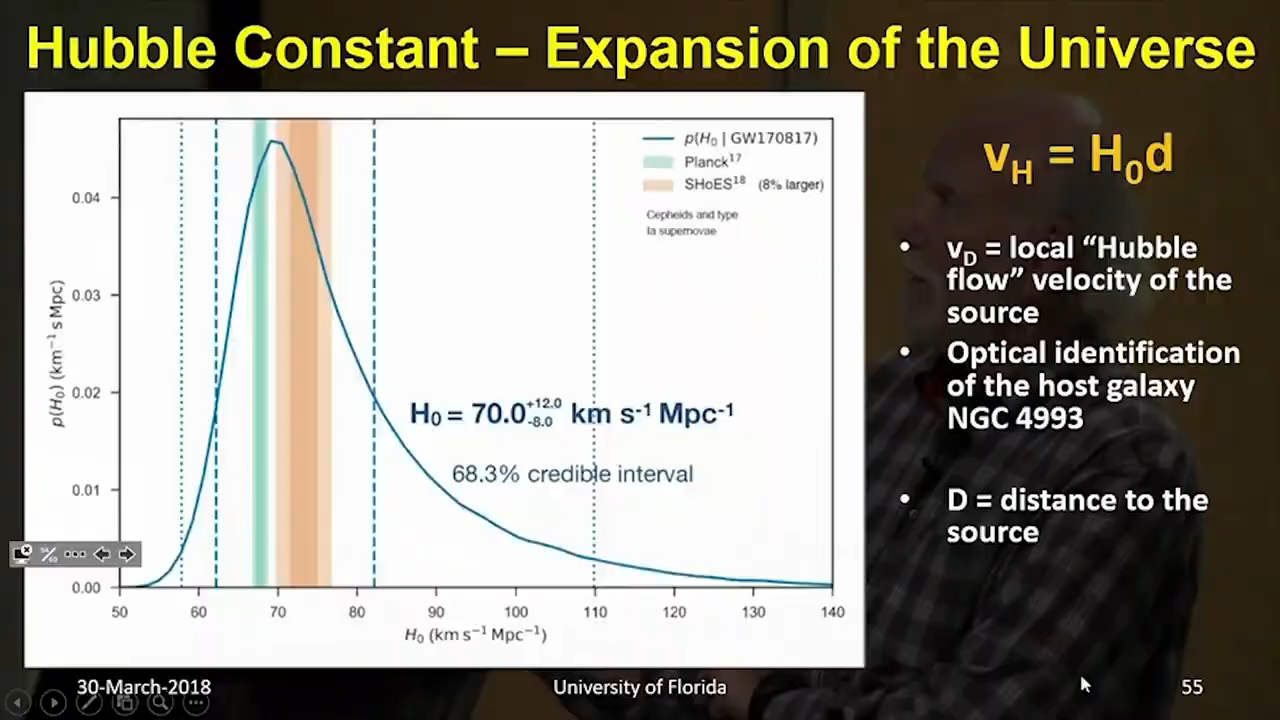 Hubble Constant – Expansion of the Universe
p(H₀ | GW170817)
Planck¹⁷
SHoES¹⁸ (8% larger)
Cepheids and type
Ia supernovae
p(H₀) (km⁻¹ s Mpc)
0.04
0.03
0.02
0.01
0.00
H₀ = 70.0 +12.0 -8.0 km s⁻¹ Mpc⁻¹
68.3% credible interval
50 60 70 80 90 100 110 120 130 140
H₀ (km s⁻¹ Mpc⁻¹)
v_H = H₀d
• v_D = local “Hubble
flow” velocity of the
source
• Optical identification
of the host galaxy
NGC 4993
• D = distance to the
source
30-March-2018
University of Florida
55